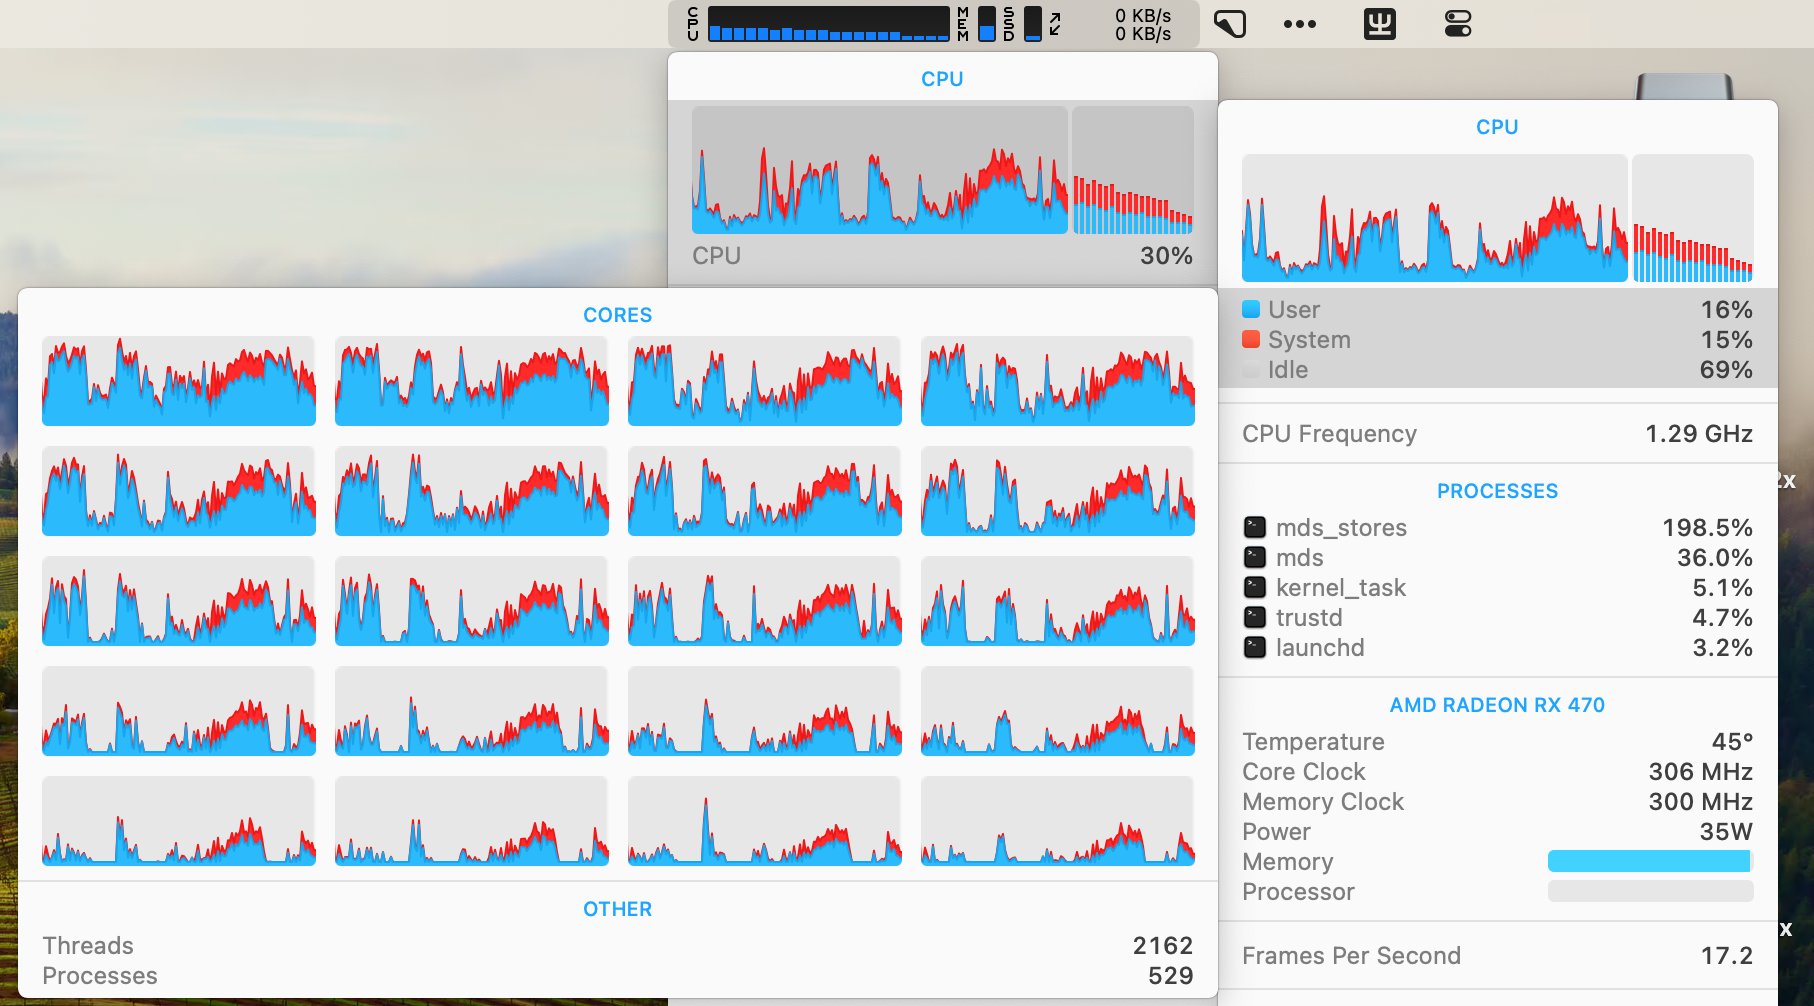 CPU
MEM
SSD
0 KB/s
0 KB/s
CPU
CPU 30%
CORES
OTHER
Threads 2162
Processes 529
CPU
User 16%
System 15%
Idle 69%
CPU Frequency 1.29 GHz
PROCESSES
mds_stores 198.5%
mds 36.0%
kernel_task 5.1%
trustd 4.7%
launchd 3.2%
AMD RADEON RX 470
Temperature 45°
Core Clock 306 MHz
Memory Clock 300 MHz
Power 35W
Memory
Processor
Frames Per Second 17.2
2x
x